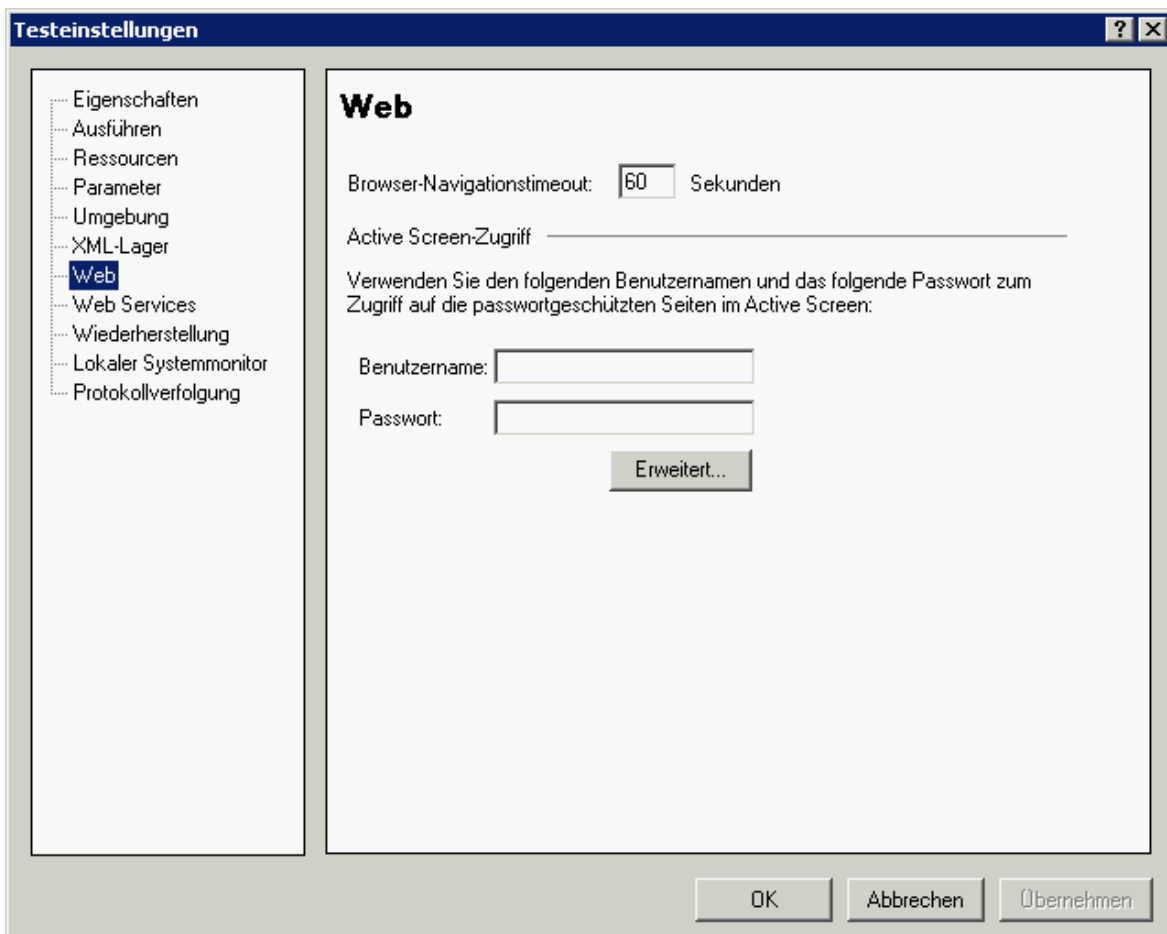 Testeinstellungen
Eigenschaften
Ausführen
Ressourcen
Parameter
Umgebung
XML-Lager
Web
Web Services
Wiederherstellung
Lokaler Systemmonitor
Protokollverfolgung
Web
Browser-Navigationstimeout: 60 Sekunden
Active Screen-Zugriff
Verwenden Sie den folgenden Benutzernamen und das folgende Passwort zum
Zugriff auf die passwortgeschützten Seiten im Active Screen:
Benutzername:
Passwort:
Erweitert...
OK Abbrechen Übernehmen